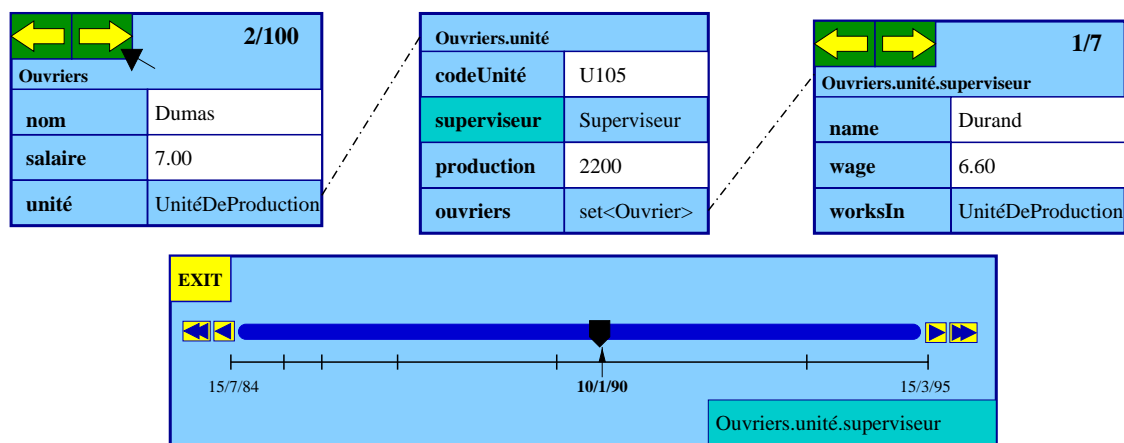 2/100
Ouvriers
nom Dumas
salaire 7.00
unité UnitéDeProduction
Ouvriers.unité
codeUnité U105
superviseur Superviseur
production 2200
ouvriers set<Ouvrier>
1/7
Ouvriers.unité.superviseur
name Durand
wage 6.60
worksIn UnitéDeProduction
EXIT
15/7/84 10/1/90 15/3/95
Ouvriers.unité.superviseur